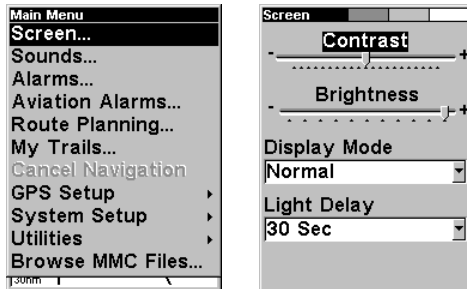 Main Menu
Screen...
Sounds...
Alarms...
Aviation Alarms...
Route Planning...
My Trails...
Cancel Navigation
GPS Setup
System Setup
Utilities
Browse MMC Files...
30nm
Screen
Contrast
- +
Brightness
- +
Display Mode
Normal
Light Delay
30 Sec